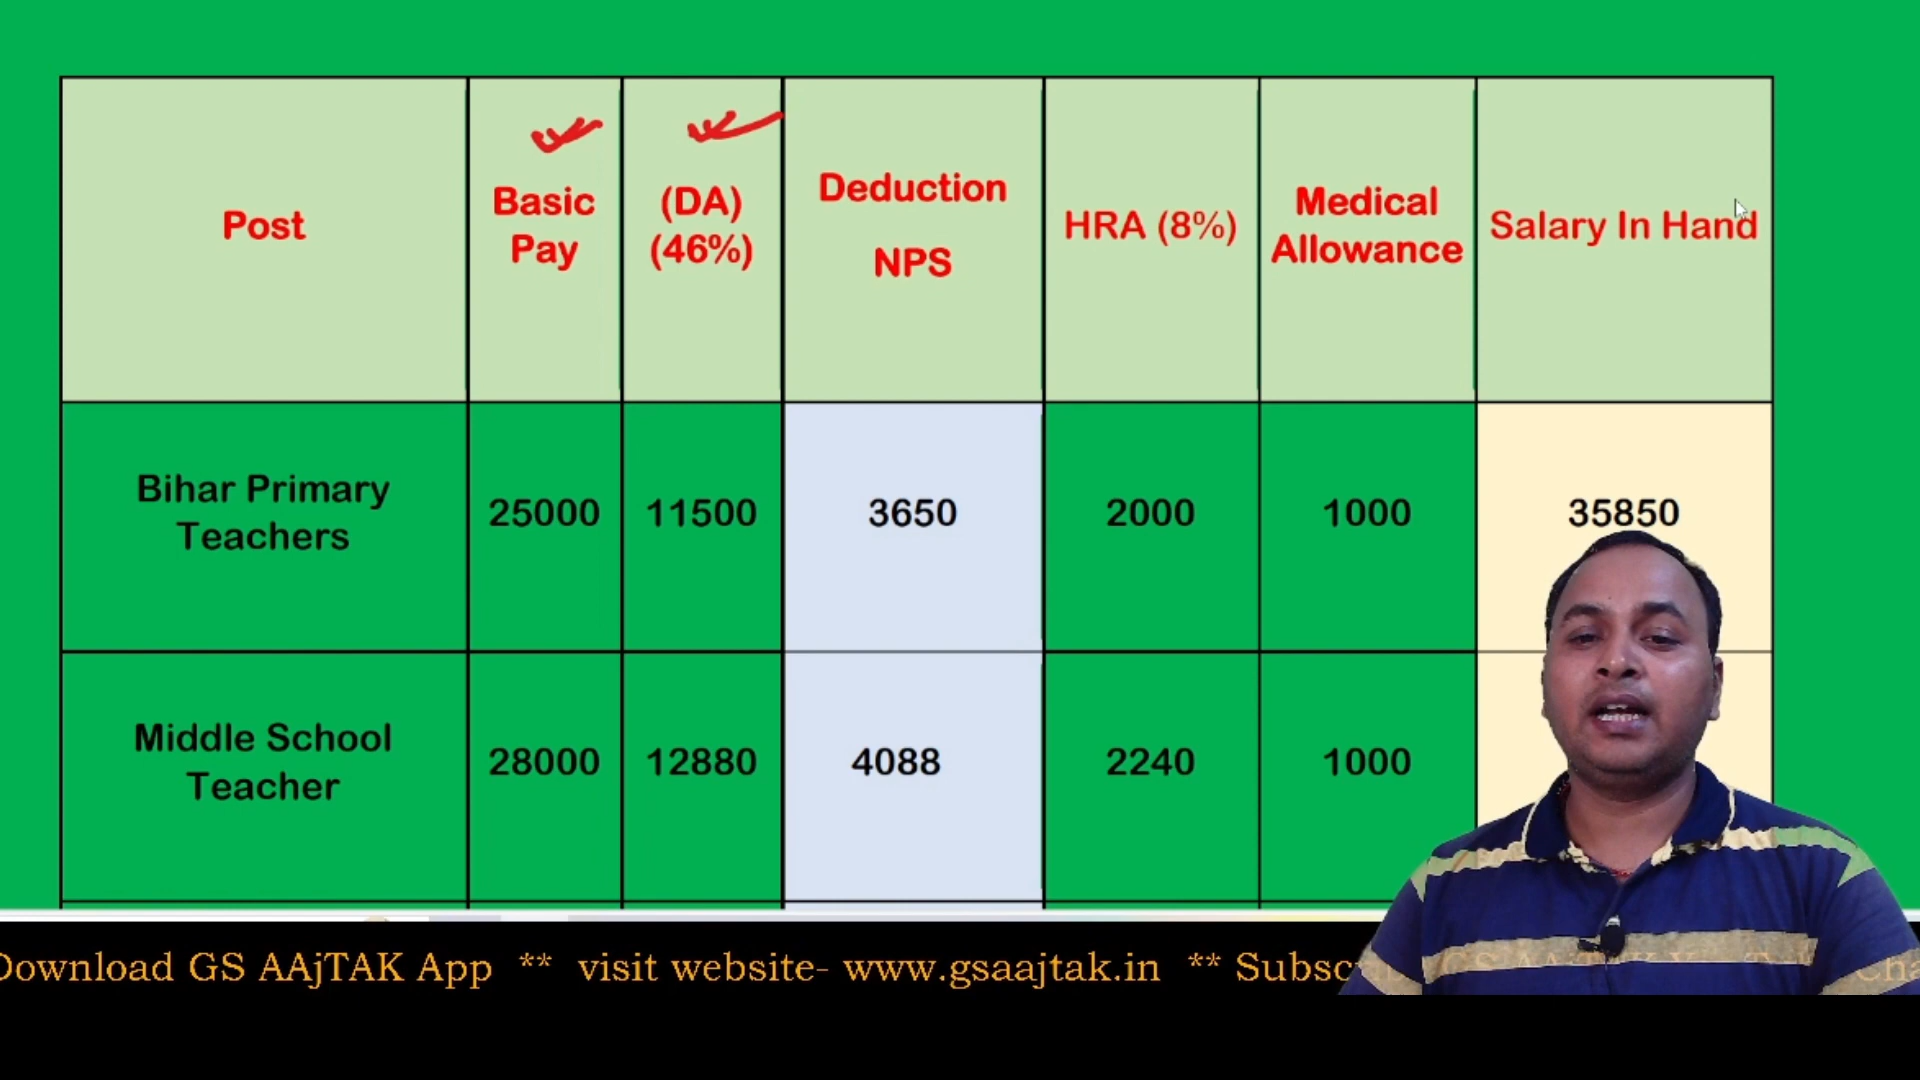 Post
Basic
Pay
(DA)
(46%)
Deduction
NPS
HRA (8%)
Medical
Allowance
Salary In Hand
Bihar Primary
Teachers
25000
11500
3650
2000
1000
35850
Middle School
Teacher
28000
12880
4088
2240
1000
Download GS AAjTAK App ** visit website- www.gsaajtak.in ** GS